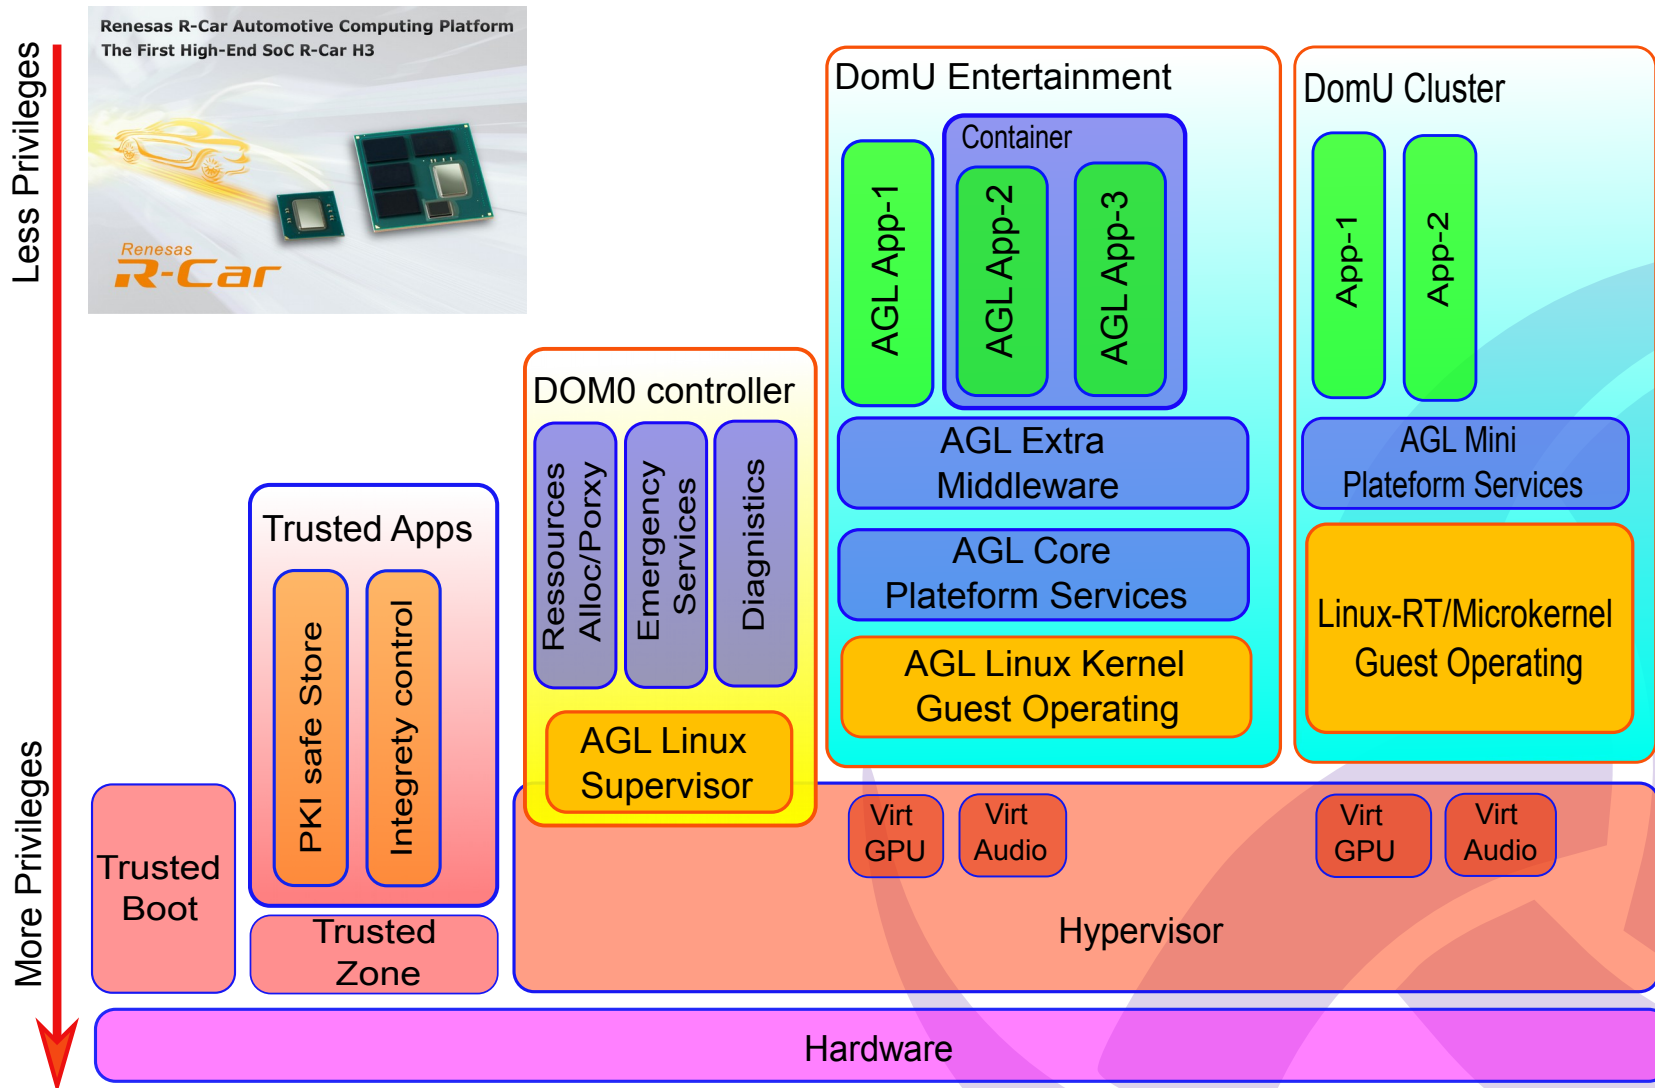 Renesas R-Car Automotive Computing Platform
The First High-End SoC R-Car H3
Renesas
R-Car
Less Privileges
More Privileges
DomU Entertainment
Container
AGL App-1
AGL App-2
AGL App-3
AGL Extra
Middleware
AGL Core
Plateform Services
AGL Linux Kernel
Guest Operating
DomU Cluster
App-1
App-2
AGL Mini
Plateform Services
Linux-RT/Microkernel
Guest Operating
DOM0 controller
Ressources
Alloc/Porxy
Emergency
Services
Diagnistics
AGL Linux
Supervisor
Trusted Apps
PKI safe Store
Integrety control
Trusted
Boot
Trusted
Zone
Virt
GPU
Virt
Audio
Virt
GPU
Virt
Audio
Hypervisor
Hardware